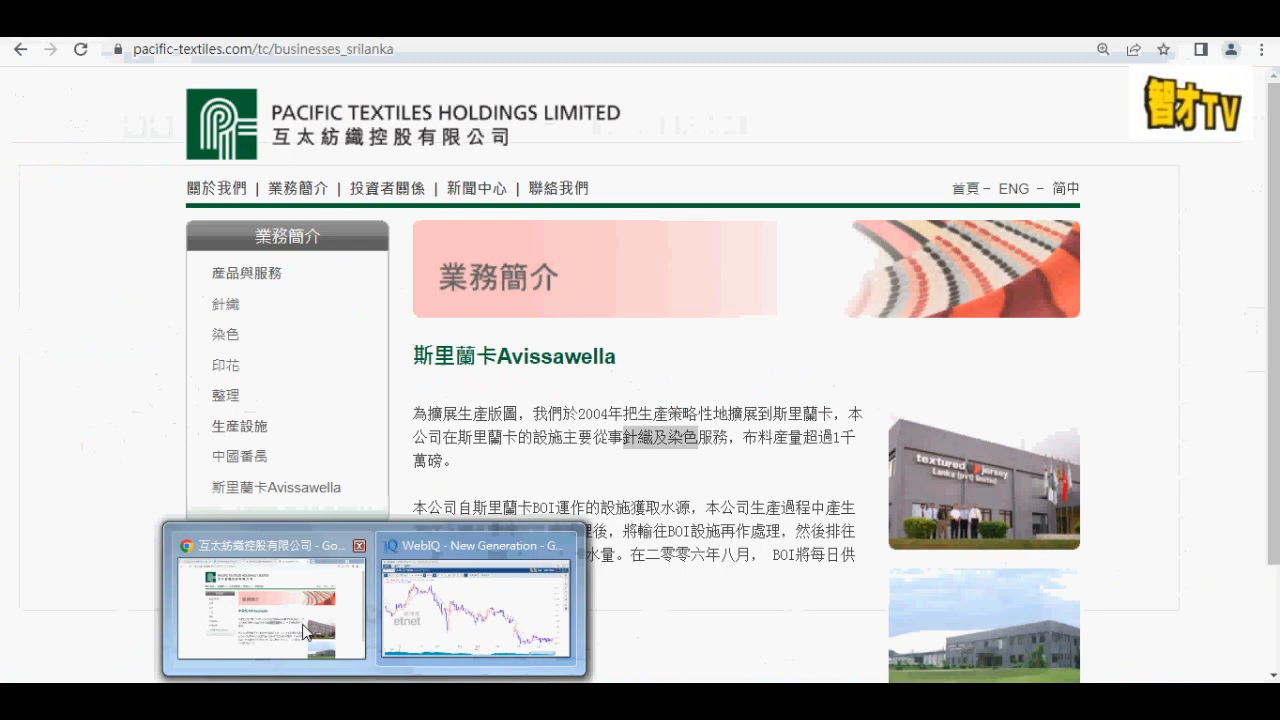 pacific-textiles.com/tc/businesses_srilanka
智才TV
PACIFIC TEXTILES HOLDINGS LIMITED
互太紡織控股有限公司
關於我們 | 業務簡介 | 投資者關係 | 新聞中心 | 聯絡我們
首頁 - ENG - 简中
業務簡介
產品與服務
針織
染色
印花
整理
生産設施
中國番禺
斯里蘭卡Avissawella
業務簡介
斯里蘭卡Avissawella
為擴展生產版圖，我們於2004年把生產策略性地擴展到斯里蘭卡，本
公司在斯里蘭卡的設施主要從事針織及染色服務，布料産量超過1千
萬磅。
本公司自斯里蘭卡BOI運作的設施獲取水源，本公司生產過程中產生
理後，將輸往BOI設施再作處理，然後排往
水量。在二零零六年八月， BOI將每日供
textured jersey
Lanka (pvt) limited
互太紡織控股有限公司 - Go...
WebIQ - New Generation - G...
etnet